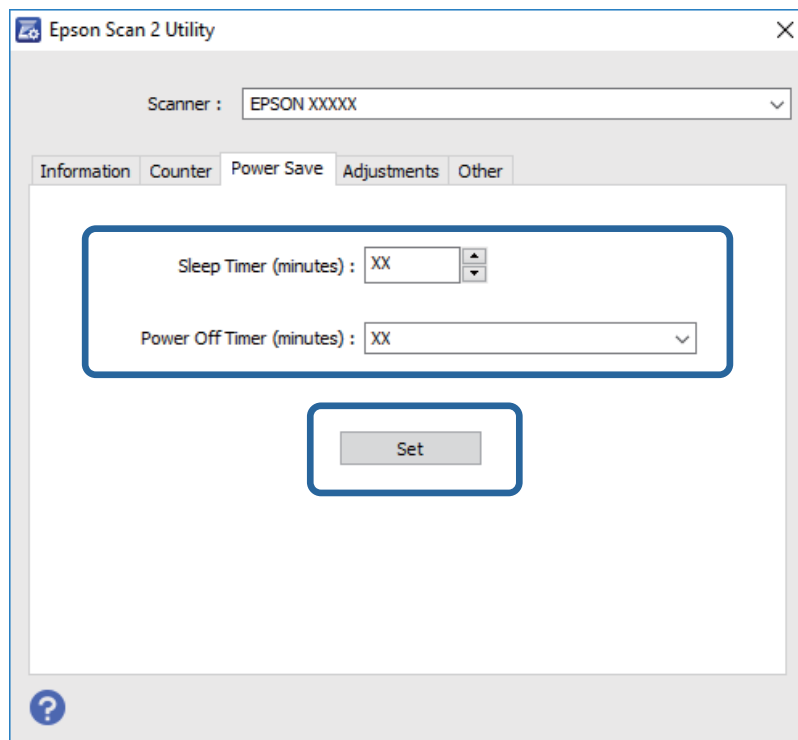 Epson Scan 2 Utility
Scanner : EPSON XXXXX
Information Counter Power Save Adjustments Other
Sleep Timer (minutes) : XX
Power Off Timer (minutes) : XX
Set
?